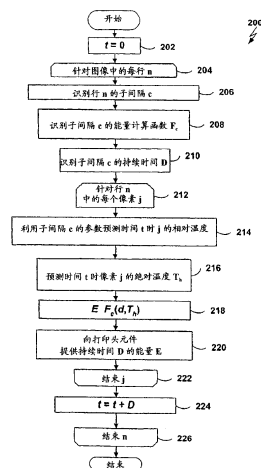 开始
200
t = 0
202
针对图像中的每行 n
204
识别行 n 的子间隔 c
206
识别子间隔 c 的能量计算函数 Fc
208
识别子间隔 c 的持续时间 D
210
针对行 n
中的每个像素 j
212
利用子间隔 c 的参数预测时间 t 时 j 的相对温度
214
预测时间 t 时像素 j 的绝对温度 Th
216
E Fc(d,Th)
218
向打印头元件
提供持续时间 D 的能量 E
220
结束 j
222
t = t + D
224
结束 n
226
结束